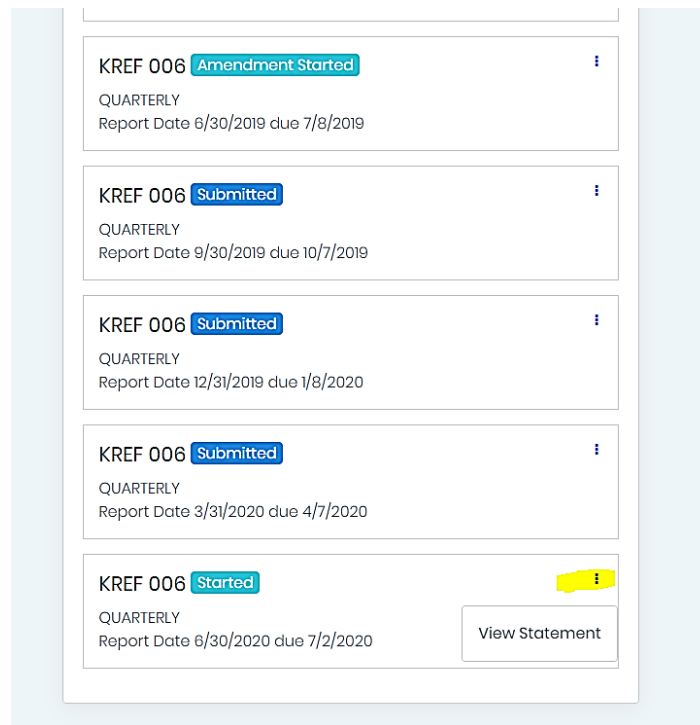 KREF 006 Amendment Started
QUARTERLY
Report Date 6/30/2019 due 7/8/2019
KREF 006 Submitted
QUARTERLY
Report Date 9/30/2019 due 10/7/2019
KREF 006 Submitted
QUARTERLY
Report Date 12/31/2019 due 1/8/2020
KREF 006 Submitted
QUARTERLY
Report Date 3/31/2020 due 4/7/2020
KREF 006 Started
QUARTERLY
Report Date 6/30/2020 due 7/2/2020
View Statement